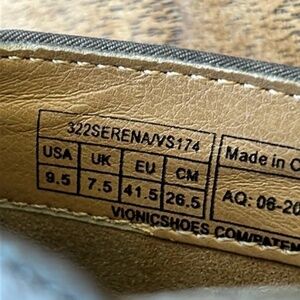 322SERENA/VS174
USA UK EU CM
9.5 7.5 41.5 26.5
Made in
AQ: 06-20
VIONICSHOES.COM/PATEN